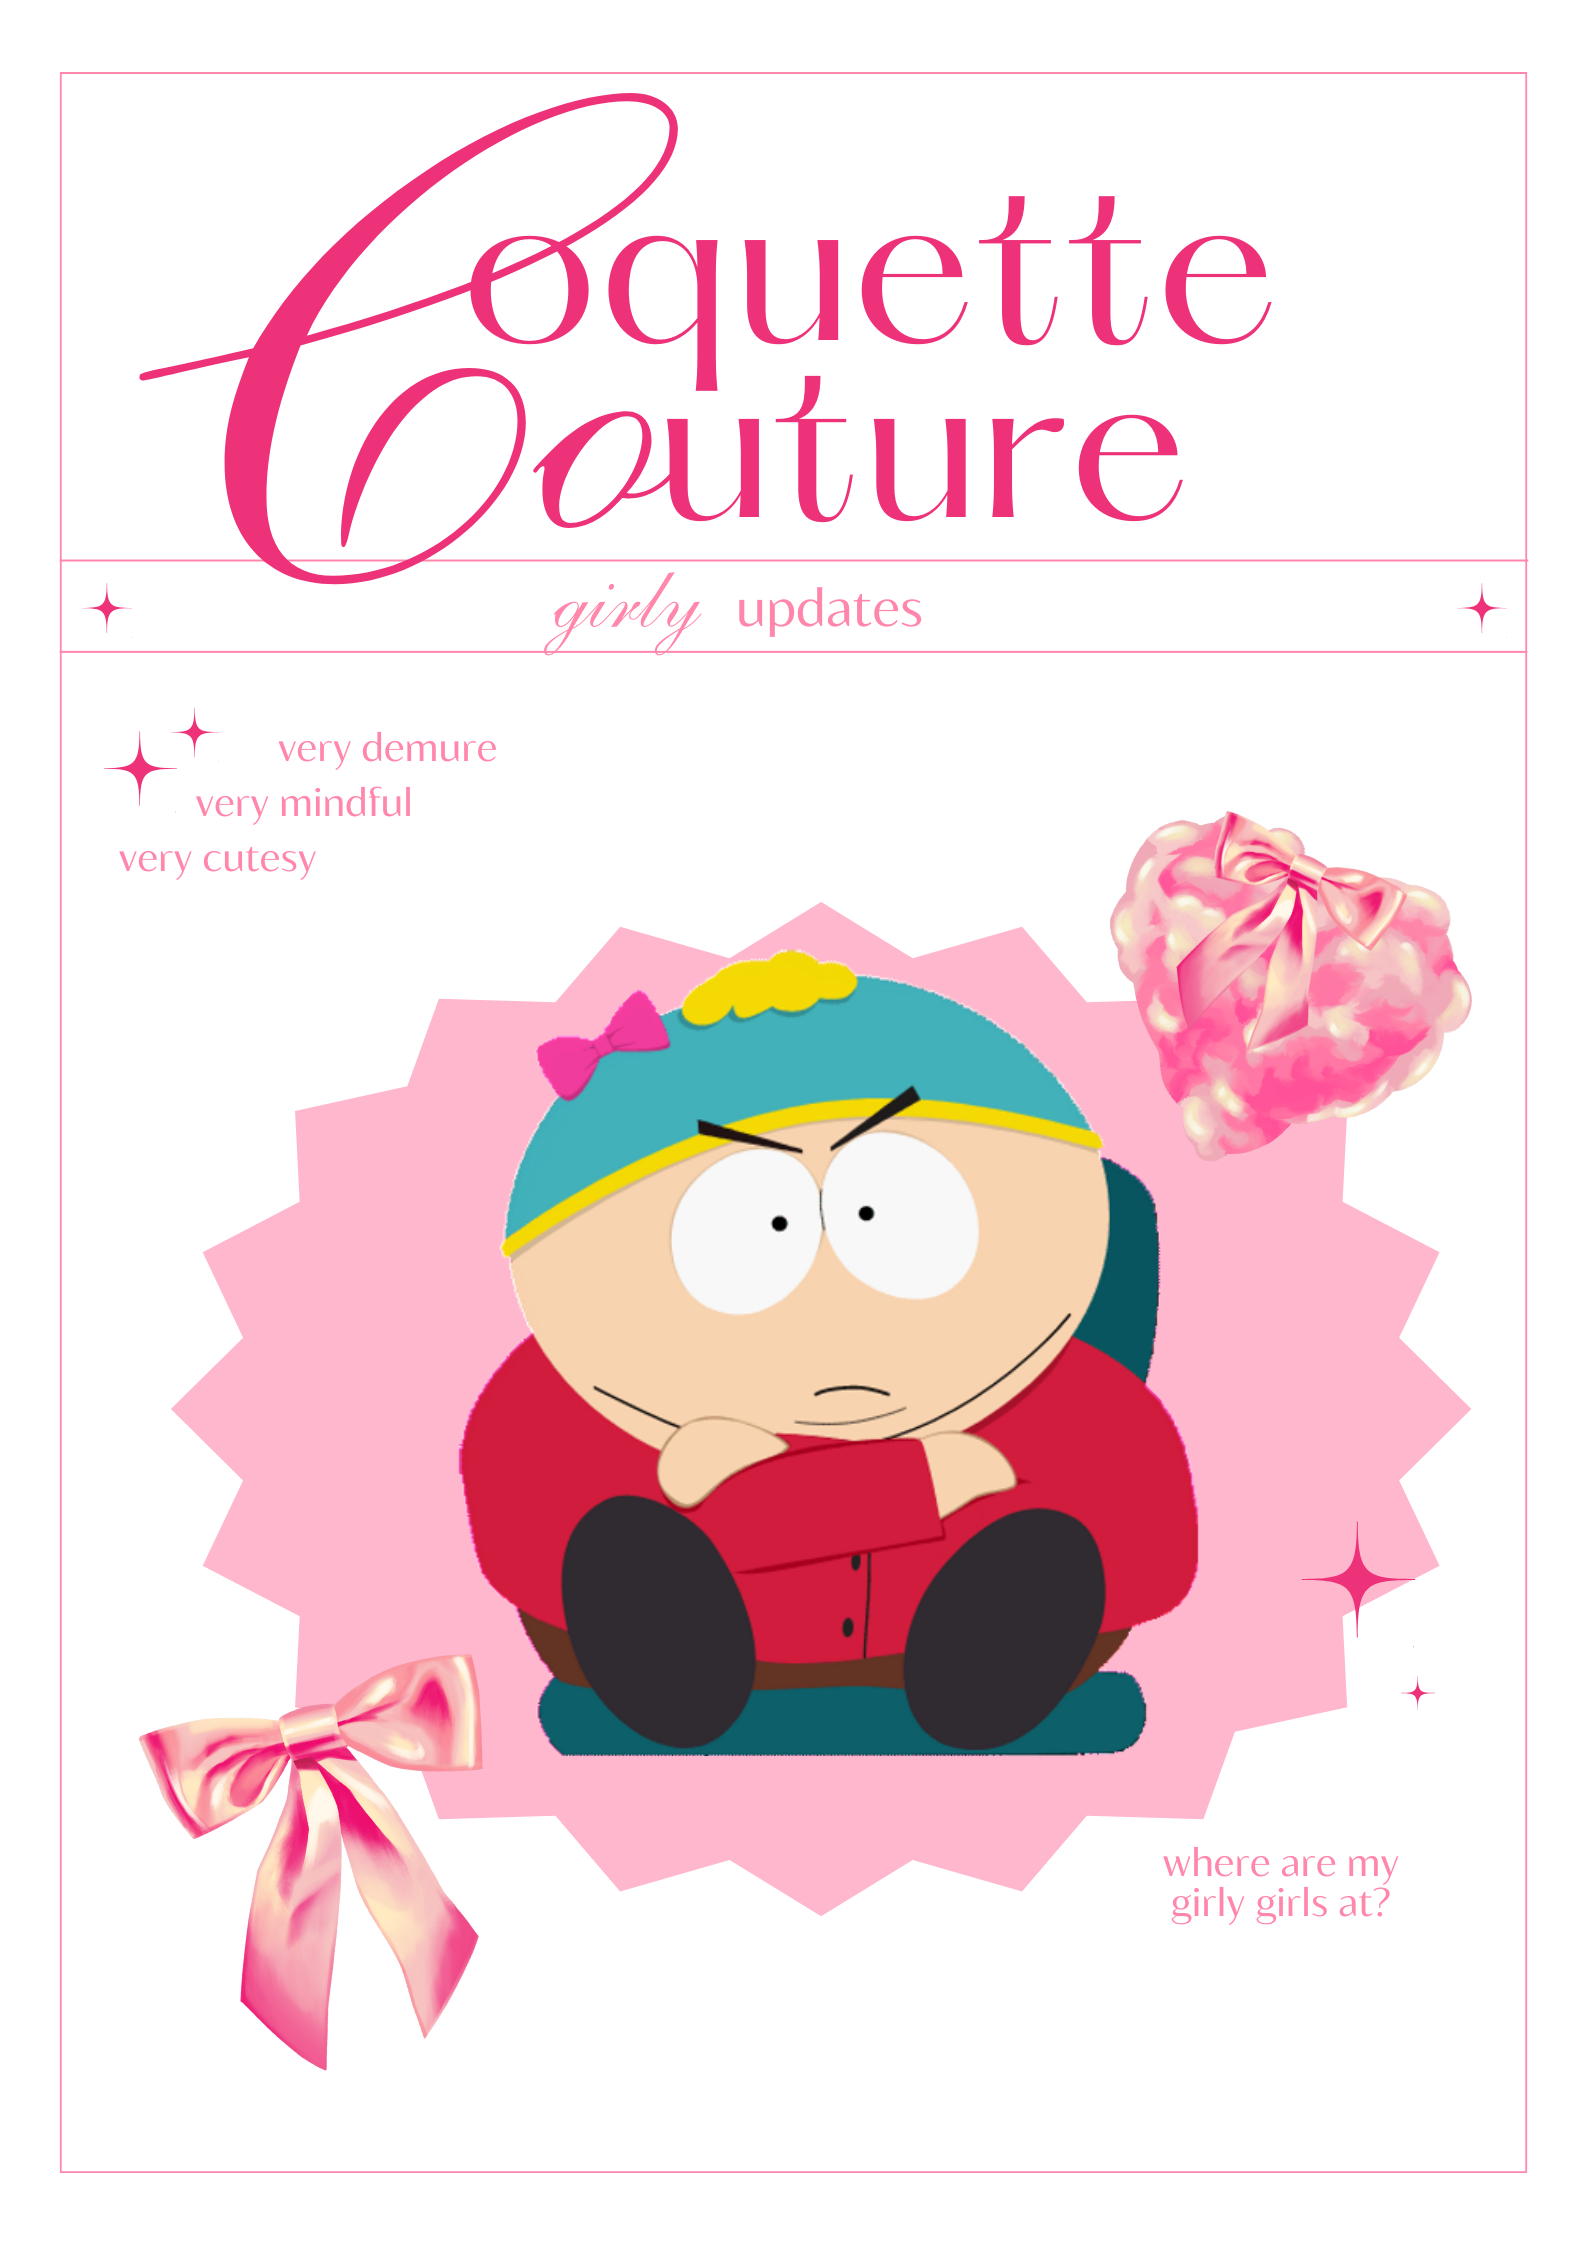 Coquette
Couture
girly updates
very demure
very mindful
very cutesy
where are my
girly girls at?